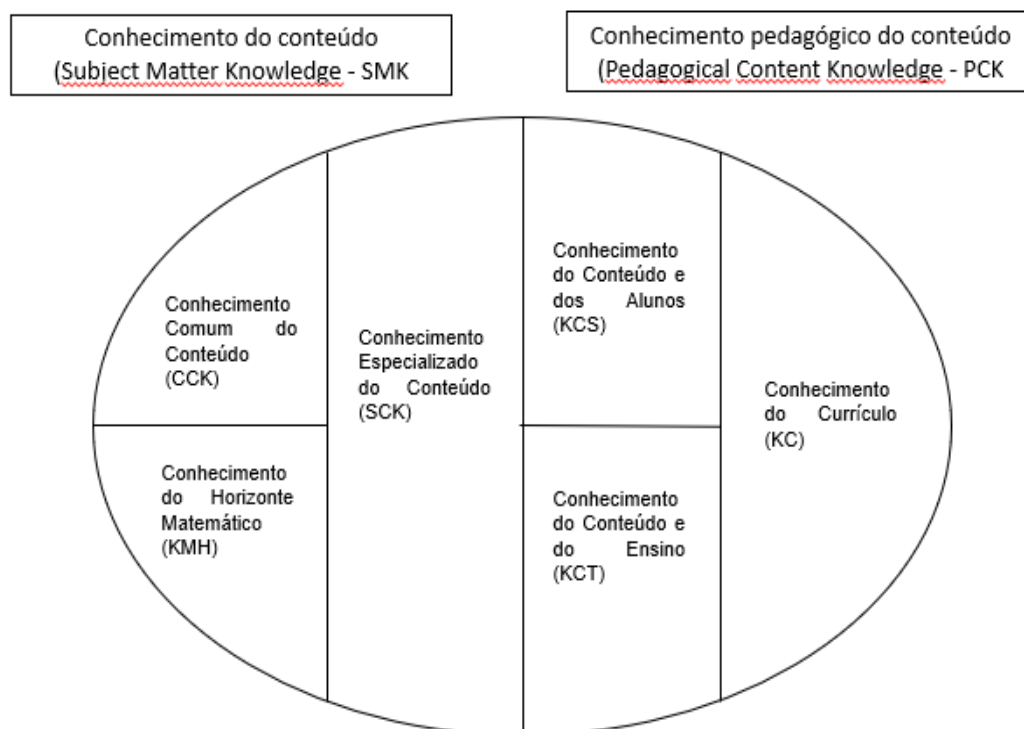 Conhecimento do conteúdo
(Subject Matter Knowledge - SMK
Conhecimento pedagógico do conteúdo
(Pedagogical Content Knowledge - PCK
Conhecimento
Comum do
Conteúdo
(CCK)
Conhecimento
do Horizonte
Matemático
(KMH)
Conhecimento
Especializado
do Conteúdo
(SCK)
Conhecimento
do Conteúdo e
dos Alunos
(KCS)
Conhecimento
do Conteúdo e
do Ensino
(KCT)
Conhecimento
do Currículo
(KC)